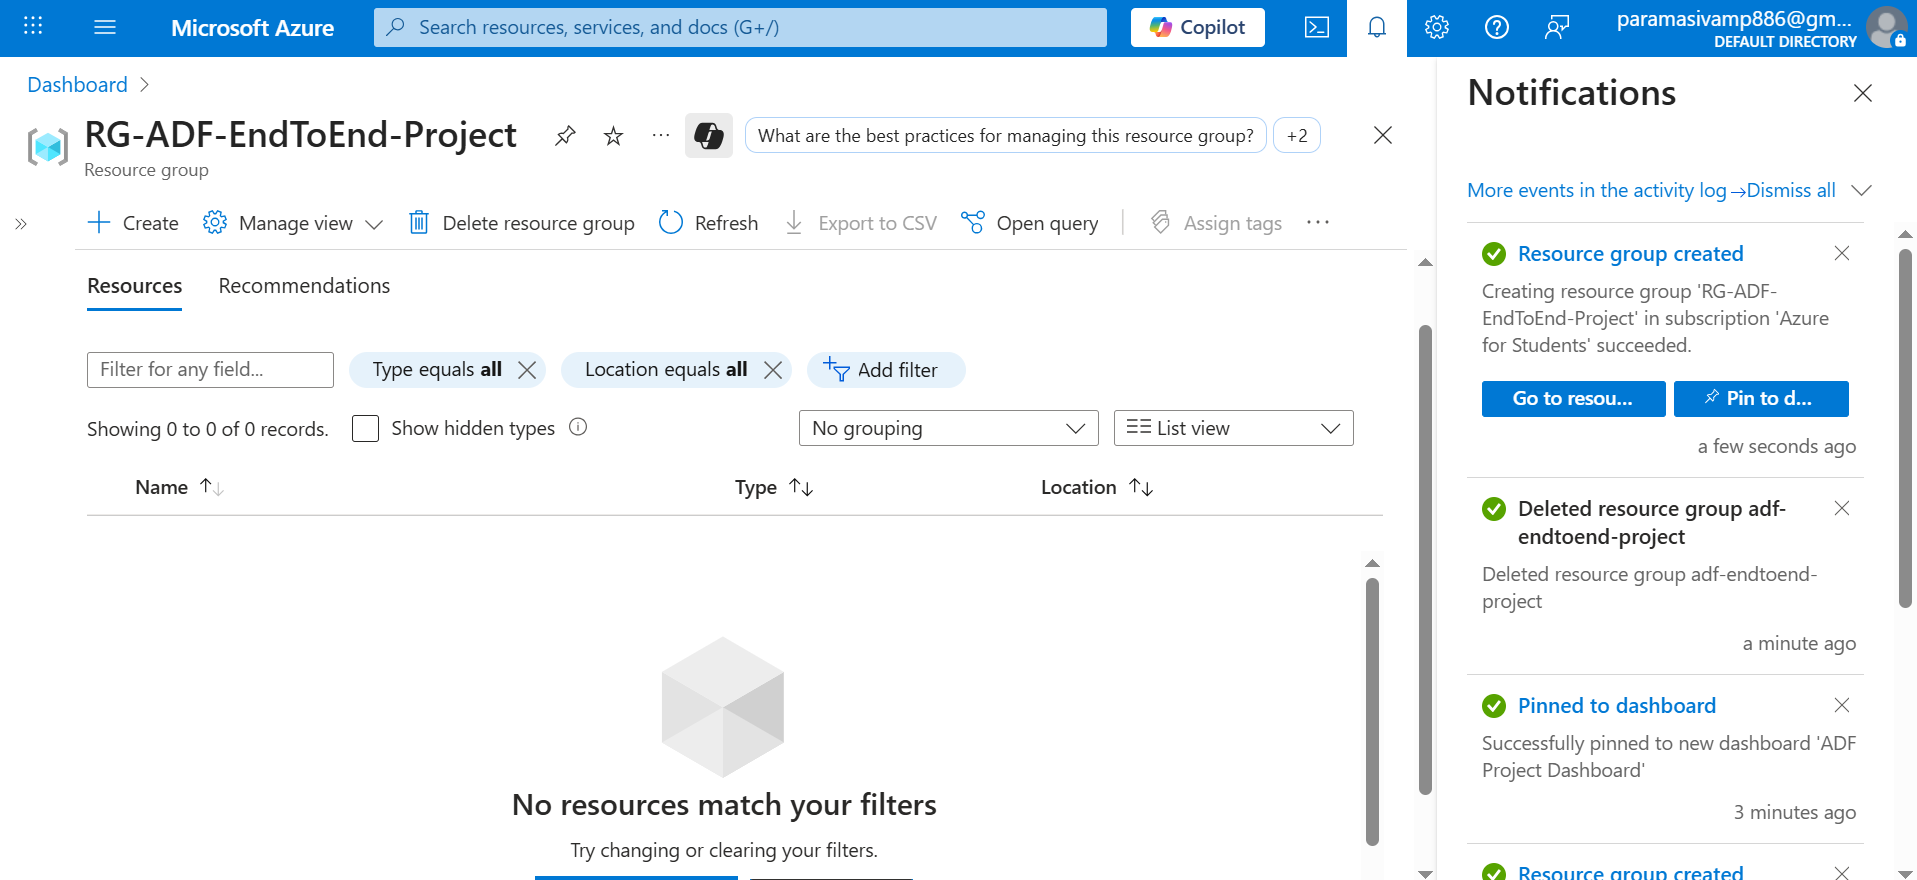 Microsoft Azure
Search resources, services, and docs (G+/)
Copilot
paramasivamp886@gm...
DEFAULT DIRECTORY
Dashboard
RG-ADF-EndToEnd-Project
Resource group
What are the best practices for managing this resource group?
+2
Create
Manage view
Delete resource group
Refresh
Export to CSV
Open query
Assign tags
Resources
Recommendations
Filter for any field...
Type equals all
Location equals all
Add filter
Showing 0 to 0 of 0 records.
Show hidden types
No grouping
List view
Name
Type
Location
No resources match your filters
Try changing or clearing your filters.
Notifications
More events in the activity log →
Dismiss all
Resource group created
Creating resource group 'RG-ADF-
EndToEnd-Project' in subscription 'Azure
for Students' succeeded.
Go to resou...
Pin to d...
a few seconds ago
Deleted resource group adf-
endtoend-project
Deleted resource group adf-endtoend-
project
a minute ago
Pinned to dashboard
Successfully pinned to new dashboard 'ADF
Project Dashboard'
3 minutes ago
Resource group created